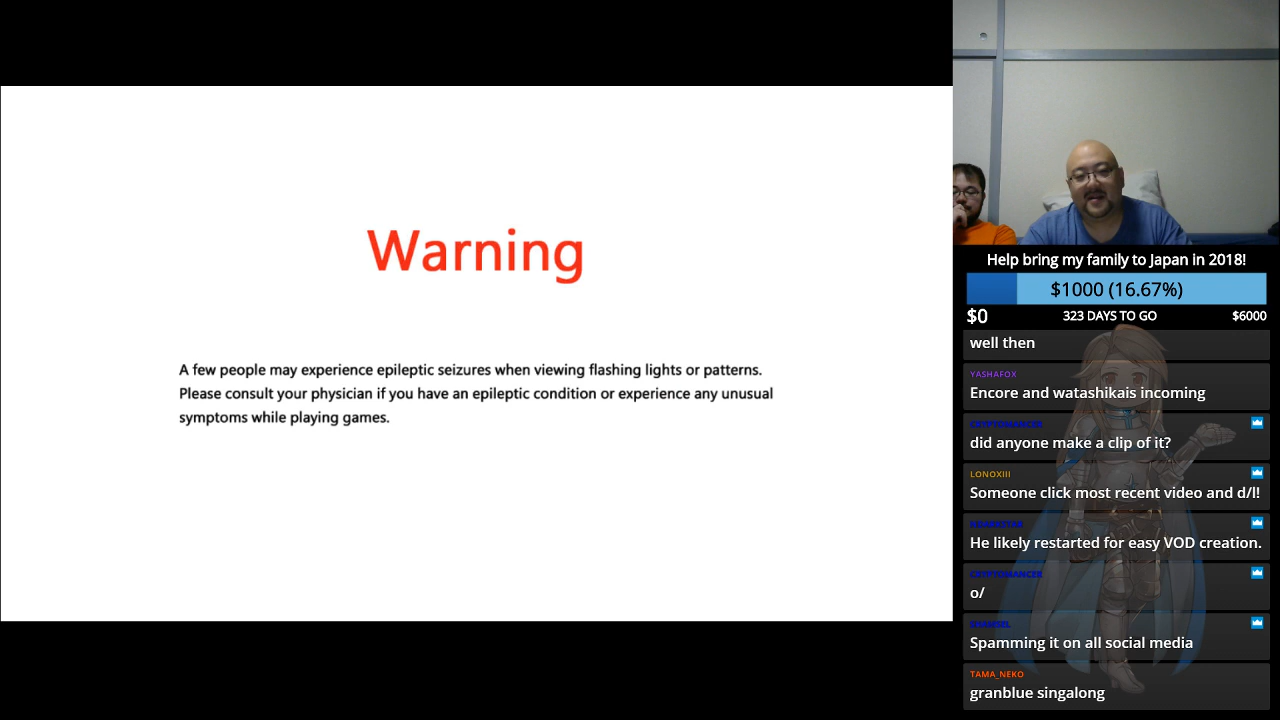 Warning
A few people may experience epileptic seizures when viewing flashing lights or patterns.
Please consult your physician if you have an epileptic condition or experience any unusual
symptoms while playing games.
Help bring my family to Japan in 2018!
$1000 (16.67%)
$0 323 DAYS TO GO $6000
well then
YASHAFOX
Encore and watashikais incoming
CRYPTOMANCER
did anyone make a clip of it?
LONOXIII
Someone click most recent video and d/l!
He likely restarted for easy VOD creation.
CRYPTOMANCER
o/
Spamming it on all social media
TAMA_NEKO
granblue singalong